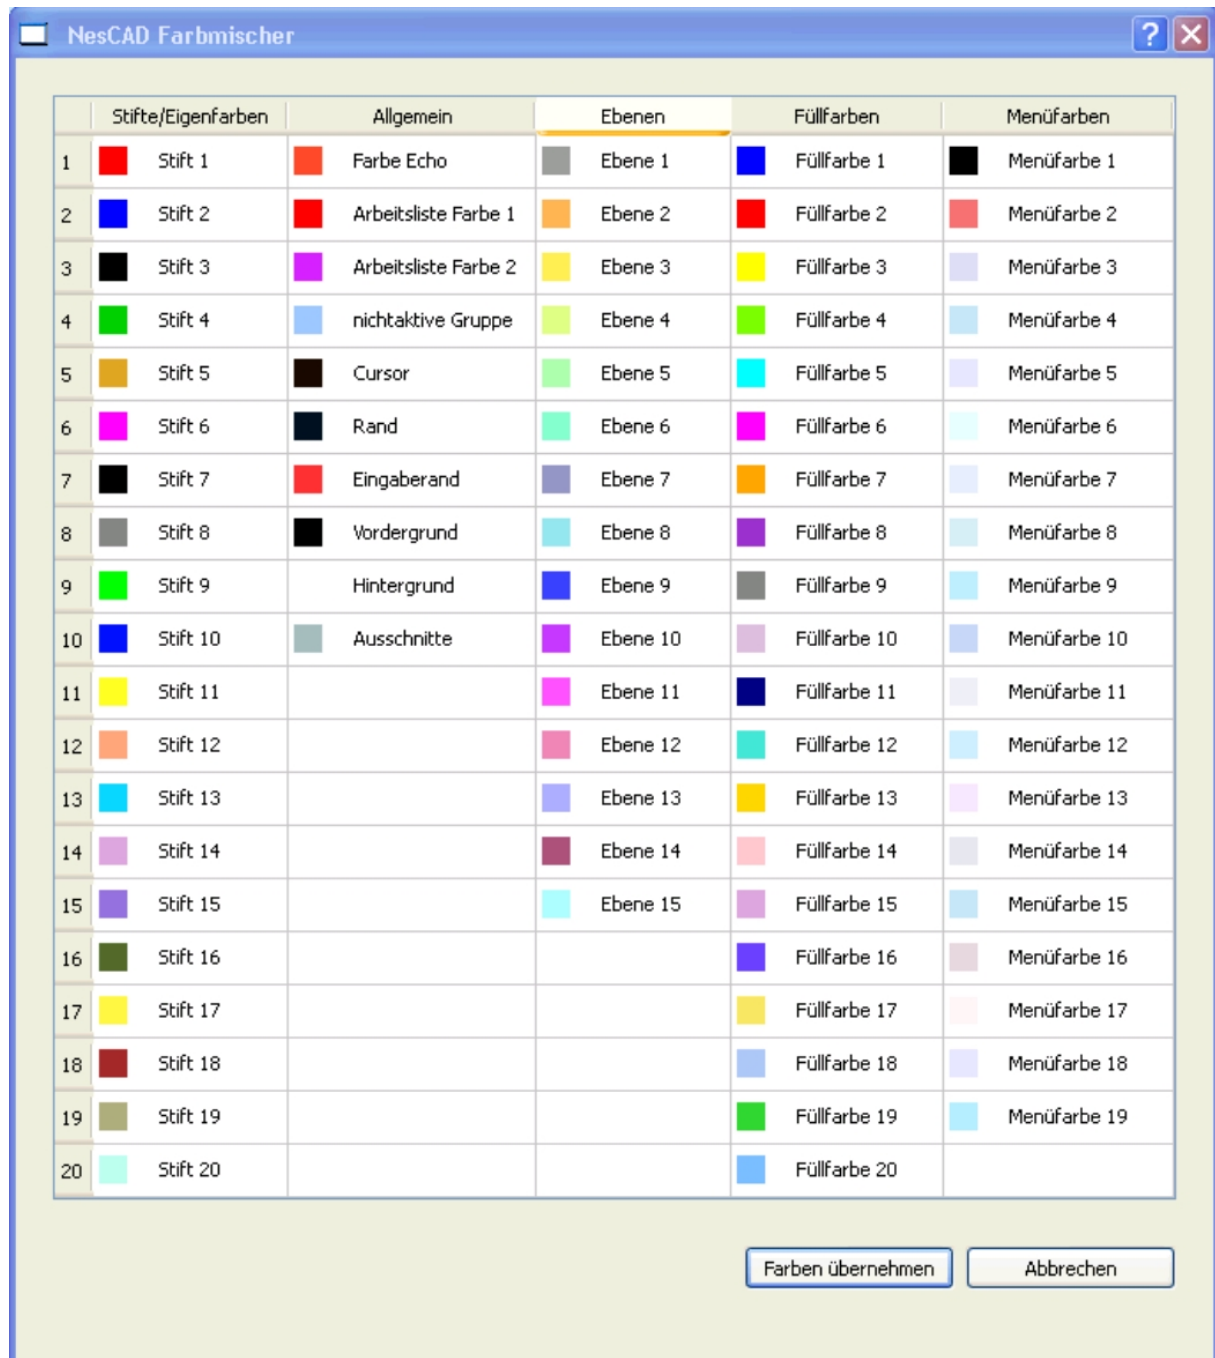 NesCAD Farbmischer
Stifte/Eigenfarben Allgemein Ebenen Füllfarben Menüfarben
1 Stift 1 Farbe Echo Ebene 1 Füllfarbe 1 Menüfarbe 1
2 Stift 2 Arbeitsliste Farbe 1 Ebene 2 Füllfarbe 2 Menüfarbe 2
3 Stift 3 Arbeitsliste Farbe 2 Ebene 3 Füllfarbe 3 Menüfarbe 3
4 Stift 4 nichtaktive Gruppe Ebene 4 Füllfarbe 4 Menüfarbe 4
5 Stift 5 Cursor Ebene 5 Füllfarbe 5 Menüfarbe 5
6 Stift 6 Rand Ebene 6 Füllfarbe 6 Menüfarbe 6
7 Stift 7 Eingaberand Ebene 7 Füllfarbe 7 Menüfarbe 7
8 Stift 8 Vordergrund Ebene 8 Füllfarbe 8 Menüfarbe 8
9 Stift 9 Hintergrund Ebene 9 Füllfarbe 9 Menüfarbe 9
10 Stift 10 Ausschnitte Ebene 10 Füllfarbe 10 Menüfarbe 10
11 Stift 11 Ebene 11 Füllfarbe 11 Menüfarbe 11
12 Stift 12 Ebene 12 Füllfarbe 12 Menüfarbe 12
13 Stift 13 Ebene 13 Füllfarbe 13 Menüfarbe 13
14 Stift 14 Ebene 14 Füllfarbe 14 Menüfarbe 14
15 Stift 15 Ebene 15 Füllfarbe 15 Menüfarbe 15
16 Stift 16 Füllfarbe 16 Menüfarbe 16
17 Stift 17 Füllfarbe 17 Menüfarbe 17
18 Stift 18 Füllfarbe 18 Menüfarbe 18
19 Stift 19 Füllfarbe 19 Menüfarbe 19
20 Stift 20 Füllfarbe 20
Farben übernehmen Abbrechen